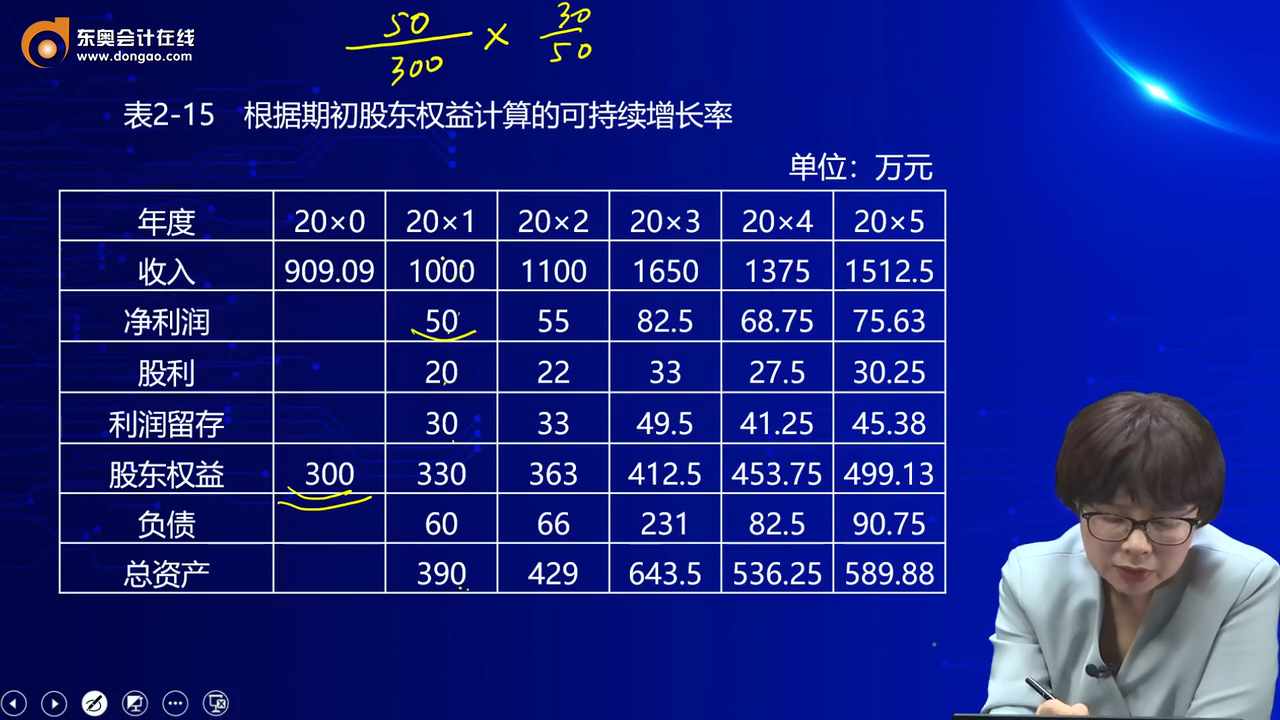 东奥会计在线
www.dongao.com
50
300
×
30
50
表2-15 根据期初股东权益计算的可持续增长率
单位：万元
年度 20×0 20×1 20×2 20×3 20×4 20×5
收入 909.09 1000 1100 1650 1375 1512.5
净利润 50 55 82.5 68.75 75.63
股利 20 22 33 27.5 30.25
利润留存 30 33 49.5 41.25 45.38
股东权益 300 330 363 412.5 453.75 499.13
负债 60 66 231 82.5 90.75
总资产 390 429 643.5 536.25 589.88